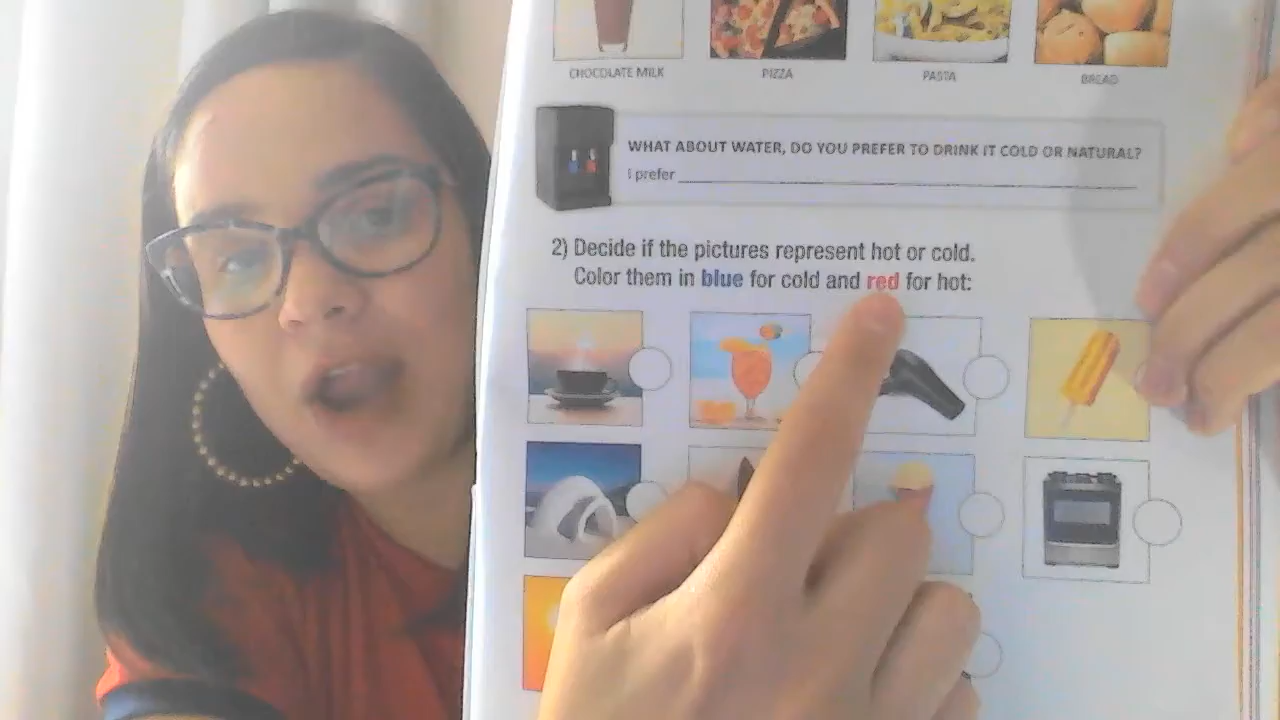 CHOCOLATE MILK
PIZZA
PASTA
BREAD
WHAT ABOUT WATER, DO YOU PREFER TO DRINK IT COLD OR NATURAL?
I prefer
2) Decide if the pictures represent hot or cold.
Color them in blue for cold and red for hot: